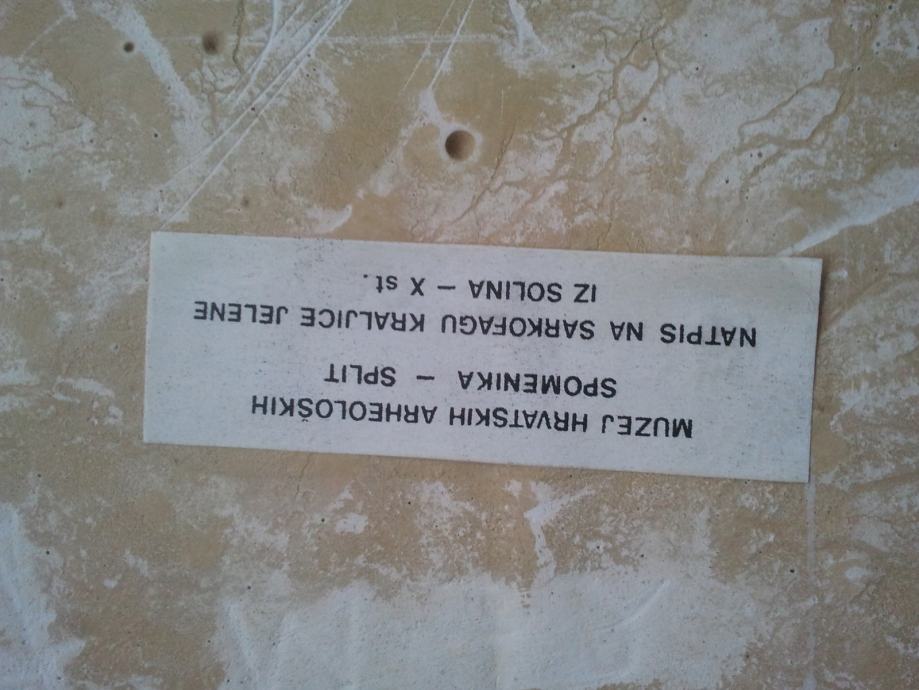 MUZEJ HRVATSKIH ARHEOLOŠKIH
SPOMENIKA – SPLIT
NATPIS NA SARKOFAGU KRALJICE JELENE
IZ SOLINA – X st.